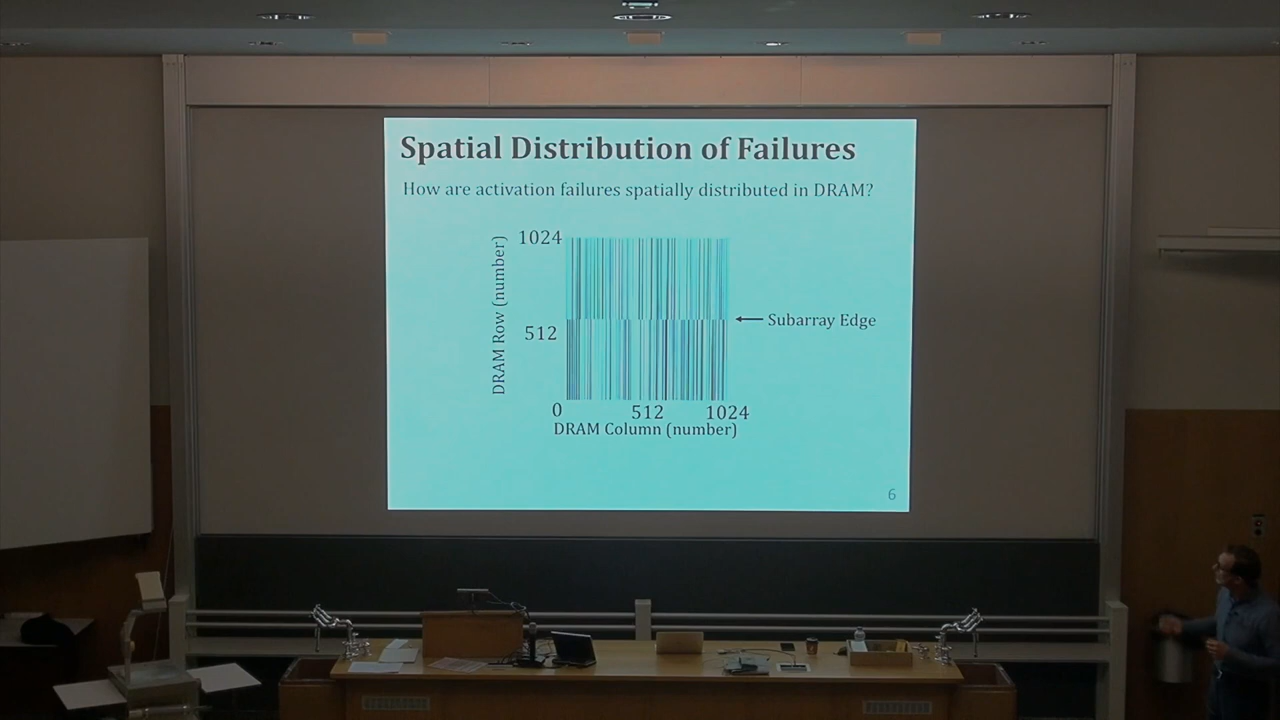 Spatial Distribution of Failures
How are activation failures spatially distributed in DRAM?
1024
DRAM Row (number)
Subarray Edge
512
0 512 1024
DRAM Column (number)
6